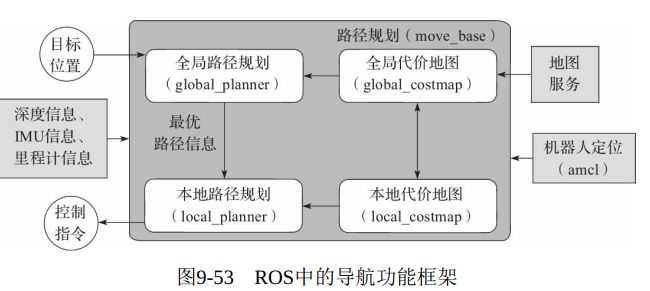 目标
位置
路径规划（move_base）
全局路径规划
（global_planner）
全局代价地图
（global_costmap）
地图
服务
深度信息、
IMU信息、
里程计信息
最优
路径信息
机器人定位
（amcl）
控制
指令
本地路径规划
（local_planner）
本地代价地图
（local_costmap）
图9-53 ROS中的导航功能框架